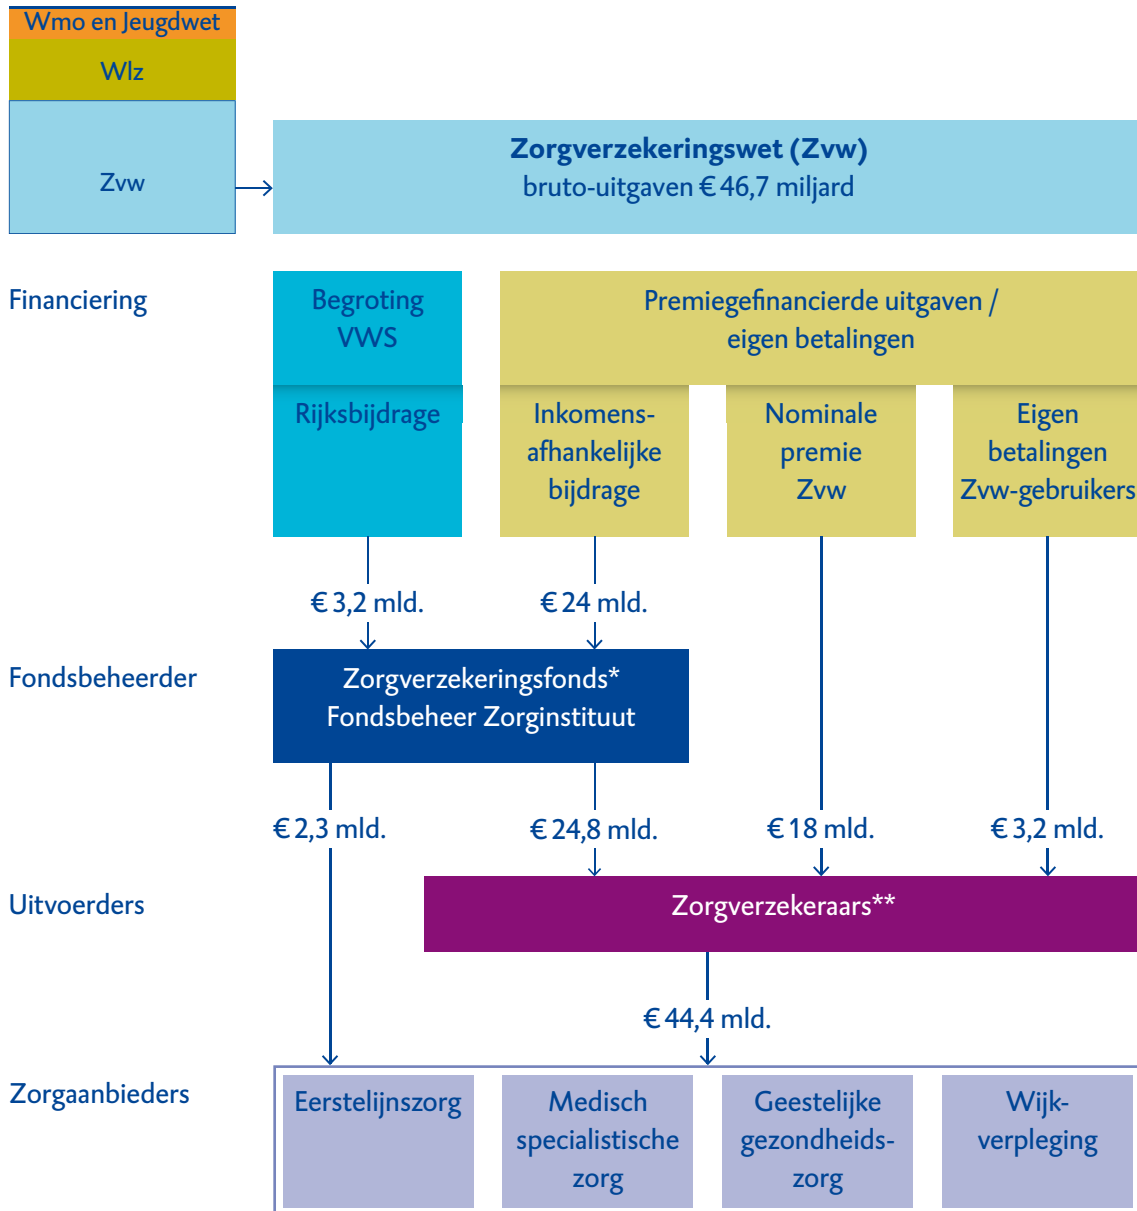 Wmo en Jeugdwet
Wlz
Zvw
Zorgverzekeringswet (Zvw)
bruto-uitgaven € 46,7 miljard
Financiering
Begroting
VWS
Premiegefinancierde uitgaven /
eigen betalingen
Rijksbijdrage
Inkomens-
afhankelijke
bijdrage
Nominale
premie
Zvw
Eigen
betalingen
Zvw-gebruikers
€ 3,2 mld.
€ 24 mld.
Fondsbeheerder
Zorgverzekeringsfonds*
Fondsbeheer Zorginstituut
€ 2,3 mld.
€ 24,8 mld.
€ 18 mld.
€ 3,2 mld.
Uitvoerders
Zorgverzekeraars**
€ 44,4 mld.
Zorgaanbieders
Eerstelijnszorg
Medisch
specialistische
zorg
Geestelijke
gezondheids-
zorg
Wijk-
verpleging